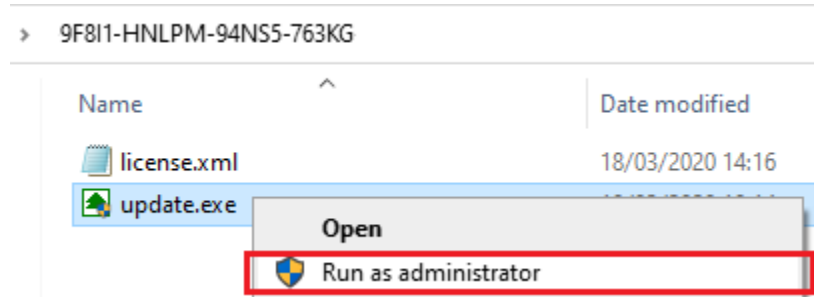 9F8I1-HNLPM-94NS5-763KG
Name Date modified
license.xml 18/03/2020 14:16
update.exe
Open
Run as administrator